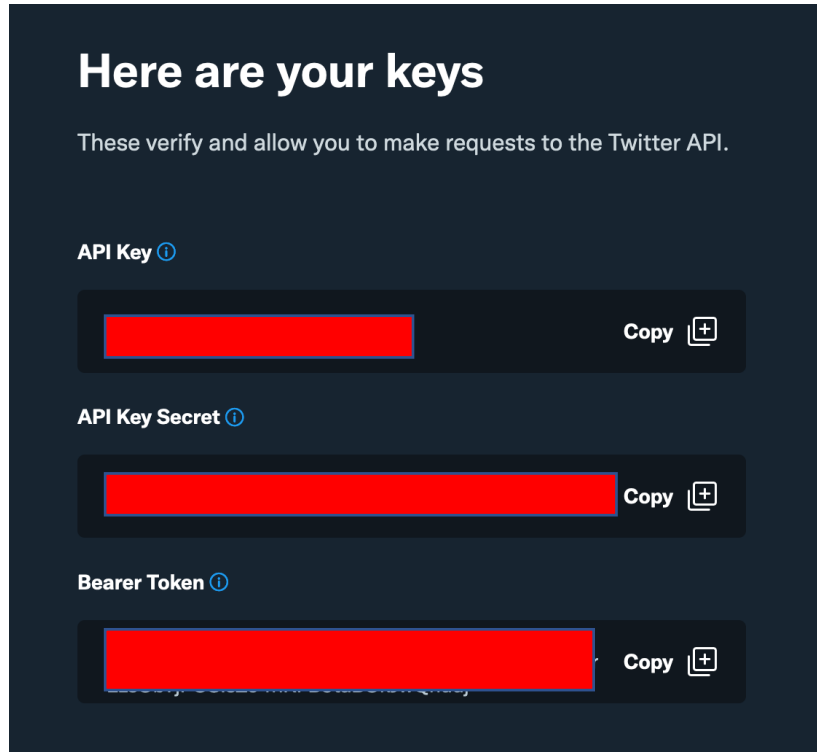 Here are your keys
These verify and allow you to make requests to the Twitter API.
API Key
Copy
API Key Secret
Copy
Bearer Token
Copy